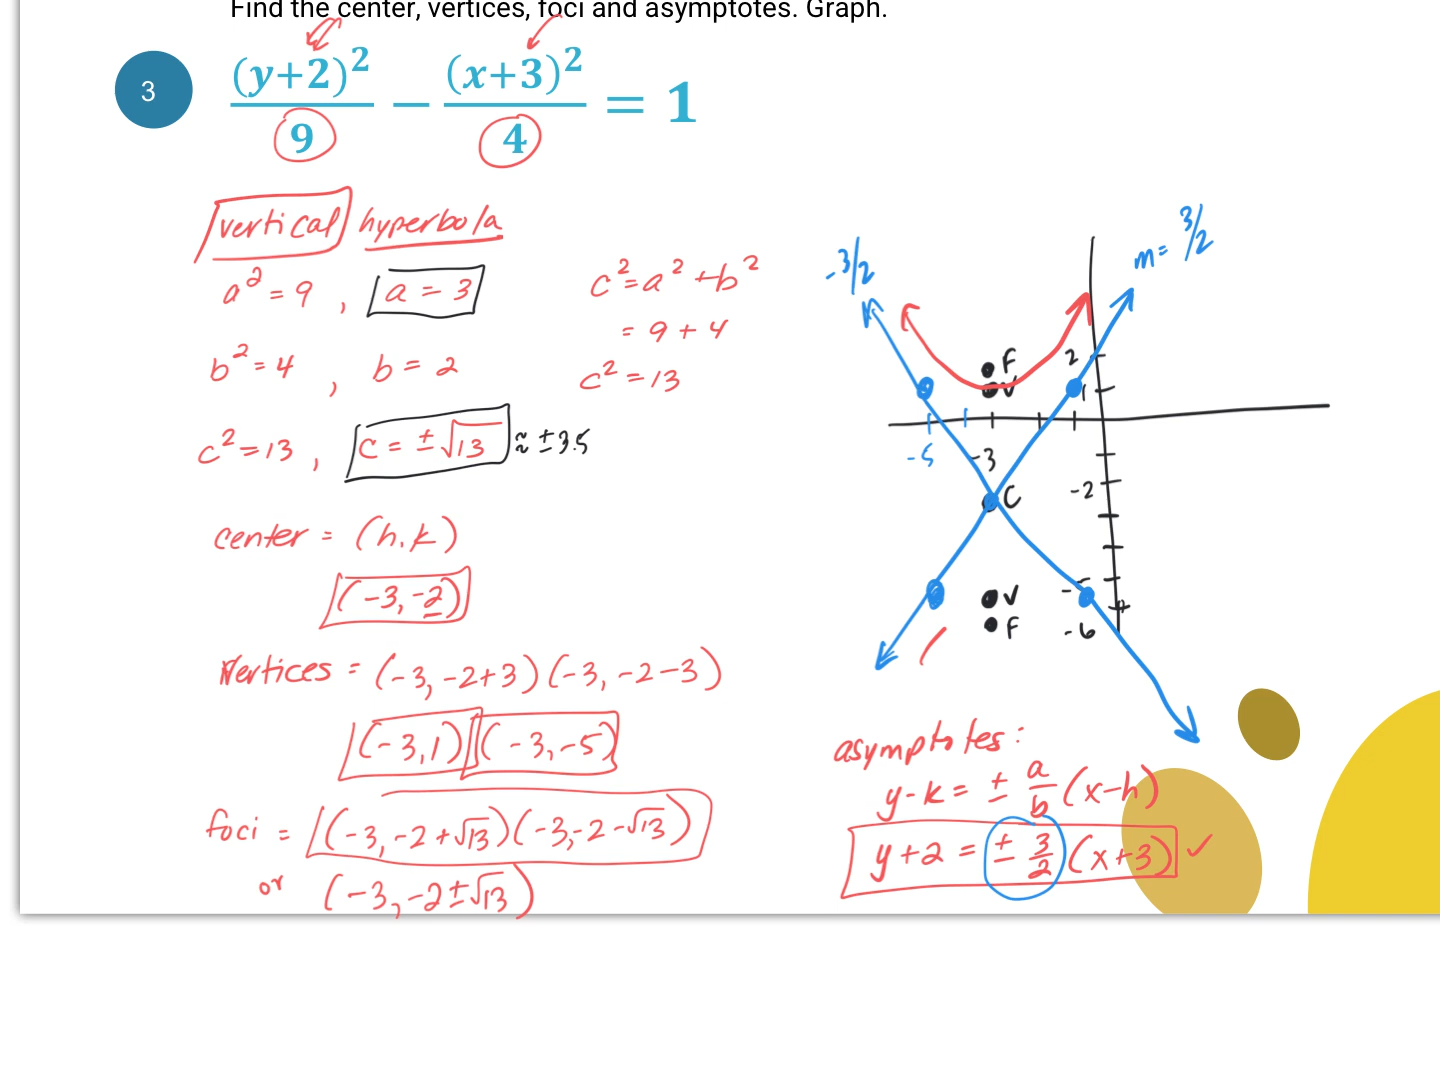 Find the center, vertices, foci and asymptotes. Graph.
3
(y+2)²/9 − (x+3)²/4 = 1
vertical hyperbola
a² = 9, a = 3
b² = 4, b = 2
c² = 13, c = ±√13 ≈ ±3.5
c² = a² + b²
= 9 + 4
c² = 13
center = (h,k)
(-3,-2)
Vertices = (-3, -2+3) (-3, -2-3)
(-3,1) (-3,-5)
foci = (-3, -2+√13) (-3, -2-√13)
or (-3, -2±√13)
-3/2
m = 3/2
F
V
2
1
-5
-3
C
-2
V
F
-5
-6
asymptotes:
y-k = ± a/b (x-h)
y+2 = ± 3/2 (x+3) ✓